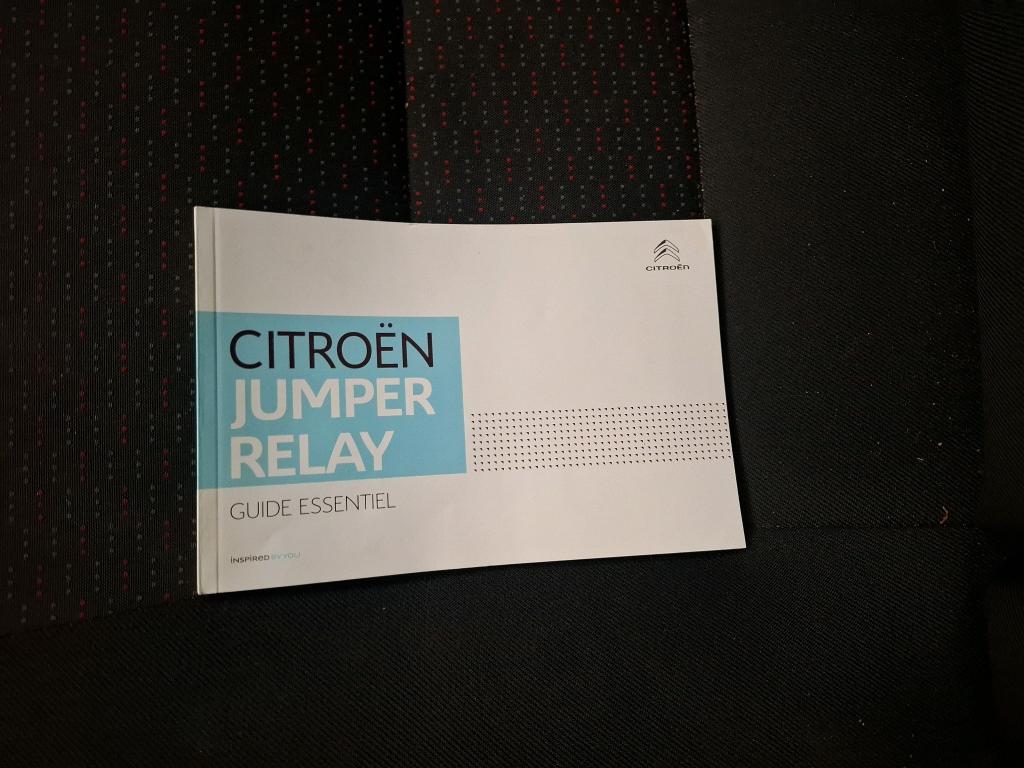 CITROËN
CITROËN
JUMPER
RELAY
GUIDE ESSENTIEL
INSPIRED BY YOU